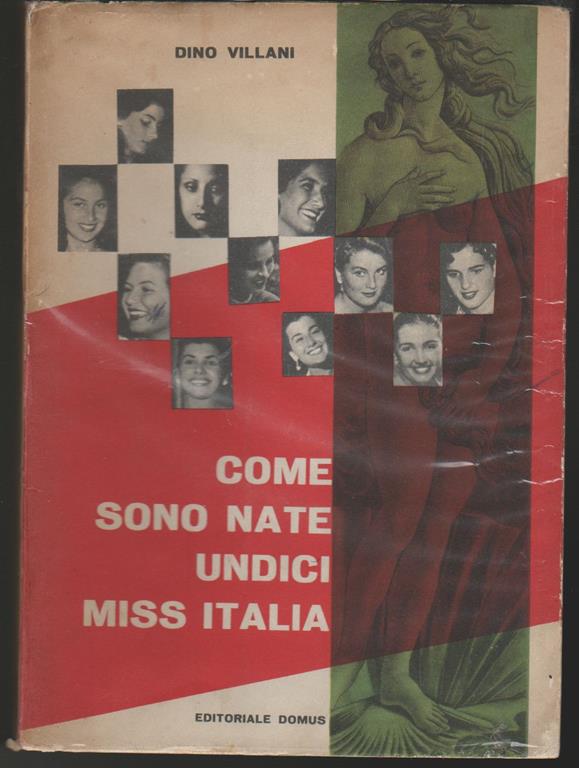 DINO VILLANI
COME
SONO NATE
UNDICI
MISS ITALIA
EDITORIALE DOMUS